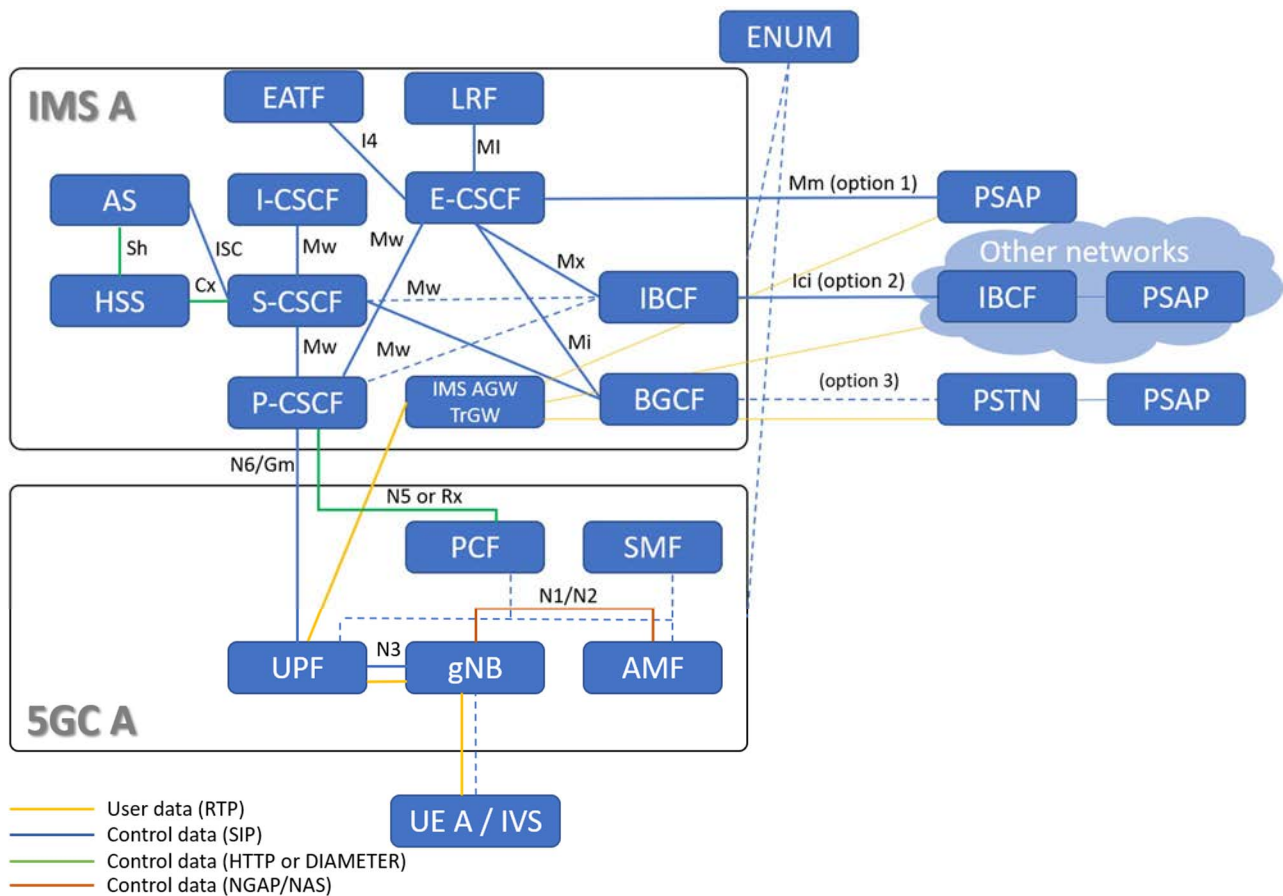 ENUM
IMS A
EATF
LRF
I4
MI
AS
I-CSCF
E-CSCF
Mm (option 1)
PSAP
Sh
ISC
Mw
Mw
Mx
Other networks
HSS
Cx
S-CSCF
Mw
IBCF
Ici (option 2)
IBCF
PSAP
Mw
Mw
Mi
P-CSCF
IMS AGW
TrGW
BGCF
(option 3)
PSTN
PSAP
N6/Gm
N5 or Rx
PCF
SMF
N1/N2
UPF
N3
gNB
AMF
5GC A
UE A / IVS
User data (RTP)
Control data (SIP)
Control data (HTTP or DIAMETER)
Control data (NGAP/NAS)